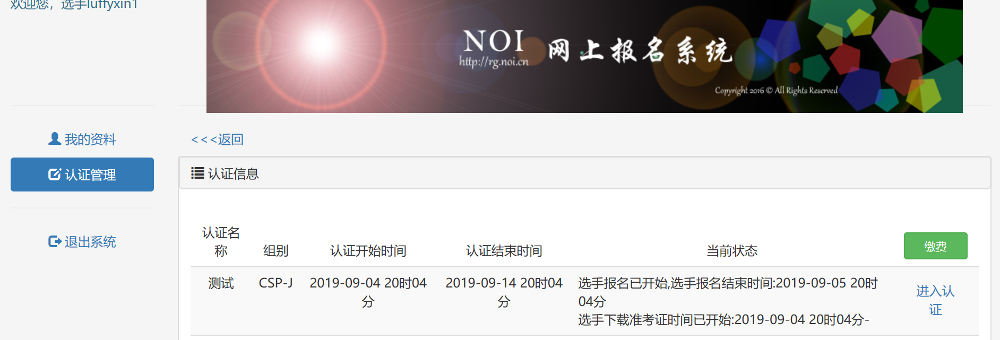 欢迎您，选手luffyxin1
NOI
http://rg.noi.cn
网上报名系统
Copyright 2016 © All Rights Reserved
我的资料
认证管理
退出系统
<<<返回
认证信息
认证名
称
组别
认证开始时间
认证结束时间
当前状态
缴费
测试
CSP-J
2019-09-04 20时04
分
2019-09-14 20时04
分
选手报名已开始,选手报名结束时间:2019-09-05 20时
04分
选手下载准考证时间已开始:2019-09-04 20时04分-
进入认
证